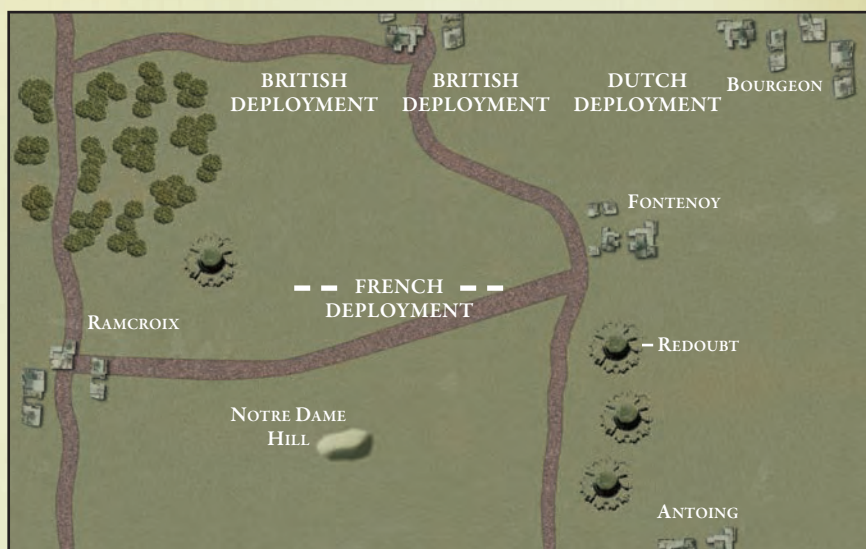 BRITISH
DEPLOYMENT
BRITISH
DEPLOYMENT
DUTCH
DEPLOYMENT
BOURGEON
FONTENOY
FRENCH
DEPLOYMENT
RAMCROIX
REDOUBT
NOTRE DAME
HILL
ANTOING